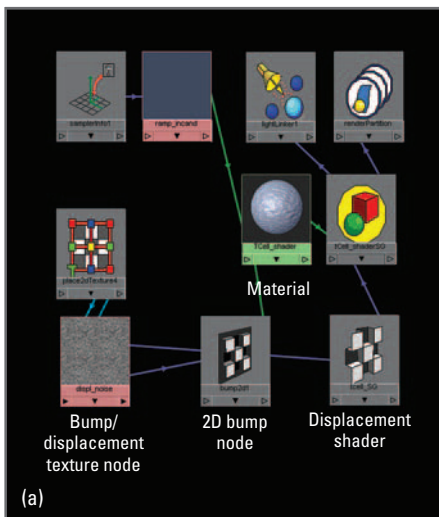 samplerInfo1
ramp_incand
lightLinker1
renderPartition
TCell_shader
tCell_shaderSG
place2dTexture4
Material
displ_noise
bump2d1
tcell_SG
Bump/
displacement
texture node
2D bump
node
Displacement
shader
(a)